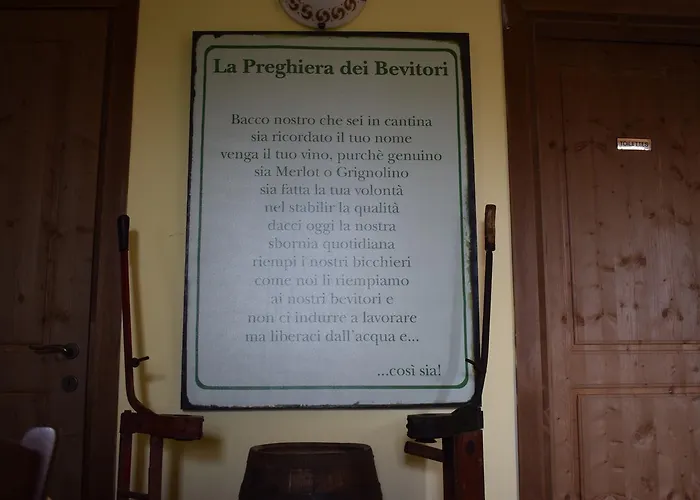 La Preghiera dei Bevitori
Bacco nostro che sei in cantina
sia ricordato il tuo nome
venga il tuo vino, purchè genuino
sia Merlot o Grignolino
sia fatta la tua volontà
nel stabilir la qualità
dacci oggi la nostra
sbornia quotidiana
riempi i nostri bicchieri
come noi li riempiamo
ai nostri bevitori e
non ci indurre a lavorare
ma liberaci dall'acqua e...
...così sia!